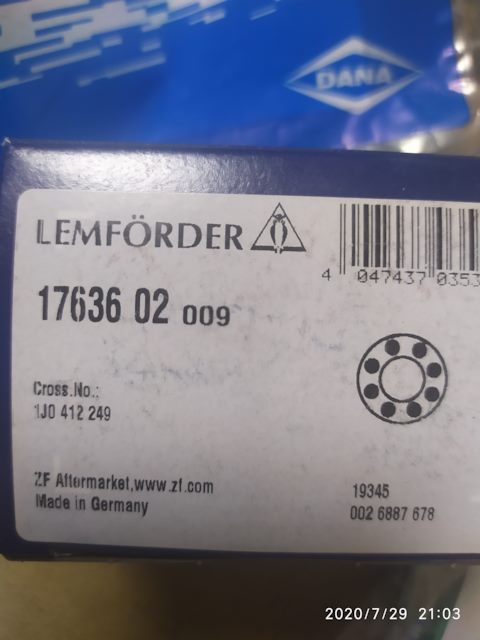 DANA
LEMFÖRDER
4 047437 0353
17636 02 009
Cross.No.:
1J0 412 249
ZF Aftermarket,www.zf.com
Made in Germany
19345
002 6887 678
2020/7/29 21:03